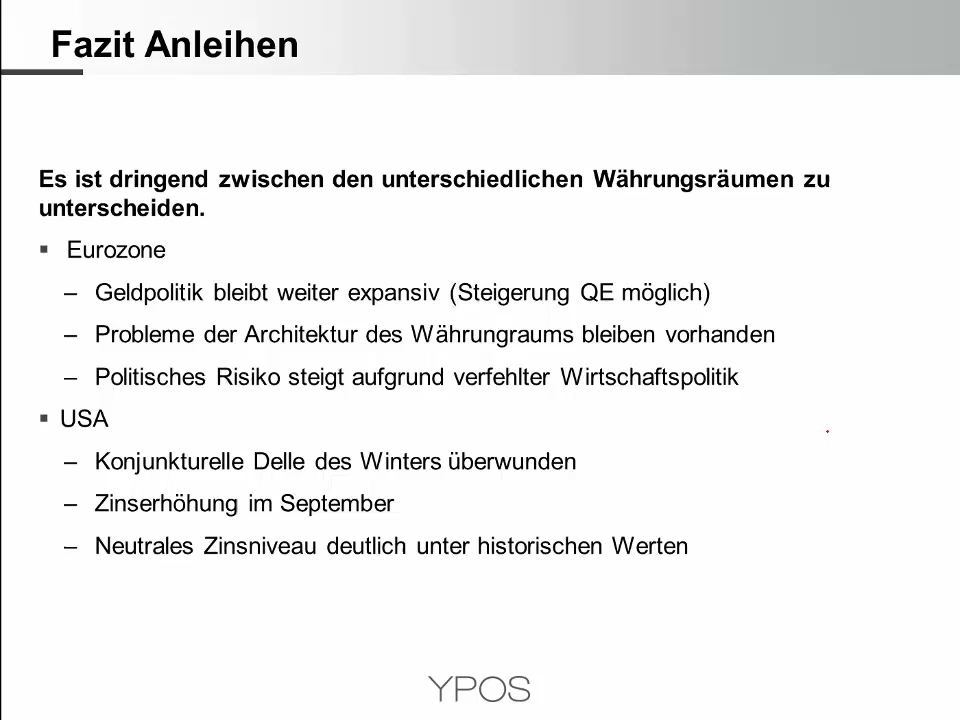 Fazit Anleihen
Es ist dringend zwischen den unterschiedlichen Währungsräumen zu
unterscheiden.
▪ Eurozone
– Geldpolitik bleibt weiter expansiv (Steigerung QE möglich)
– Probleme der Architektur des Währungraums bleiben vorhanden
– Politisches Risiko steigt aufgrund verfehlter Wirtschaftspolitik
▪ USA
– Konjunkturelle Delle des Winters überwunden
– Zinserhöhung im September
– Neutrales Zinsniveau deutlich unter historischen Werten
YPOS